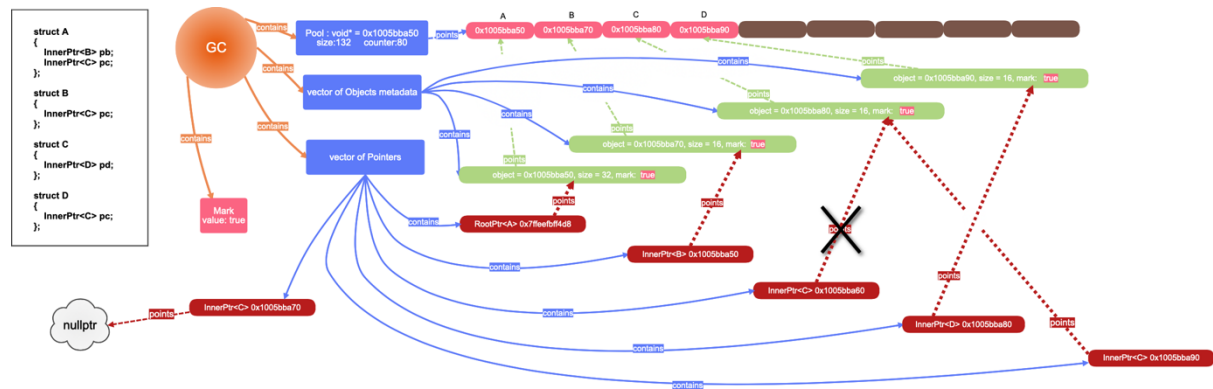 struct A
{
InnerPtr<B> pb;
InnerPtr<C> pc;
};
struct B
{
InnerPtr<C> pc;
};
struct C
{
InnerPtr<D> pd;
};
struct D
{
InnerPtr<C> pc;
};
GC
contains
Pool : void* = 0x1005bba50
size:132 counter:80
points
A
B
C
D
0x1005bba50
0x1005bba70
0x1005bba80
0x1005bba90
contains
vector of Objects metadata
contains
contains
contains
contains
points
points
points
points
object = 0x1005bba90, size = 16, mark: true
object = 0x1005bba80, size = 16, mark: true
object = 0x1005bba70, size = 16, mark: true
object = 0x1005bba50, size = 32, mark: true
contains
vector of Pointers
contains
Mark
value: true
contains
RootPtr<A> 0x7ffeefbff4d8
points
contains
InnerPtr<B> 0x1005bba50
points
contains
InnerPtr<C> 0x1005bba60
points
contains
InnerPtr<C> 0x1005bba70
points
nullptr
contains
InnerPtr<D> 0x1005bba80
points
contains
InnerPtr<C> 0x1005bba90
points